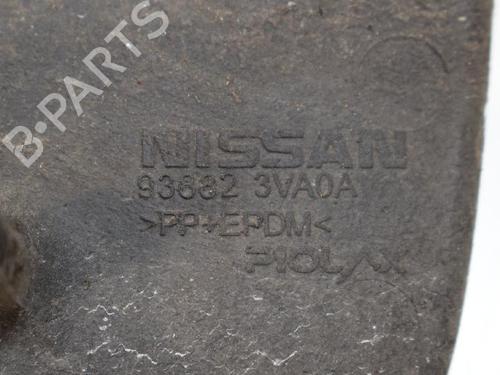 B-PARTS
NISSAN
93682 3VA0A
>PP+EPDM<
PIOLAX